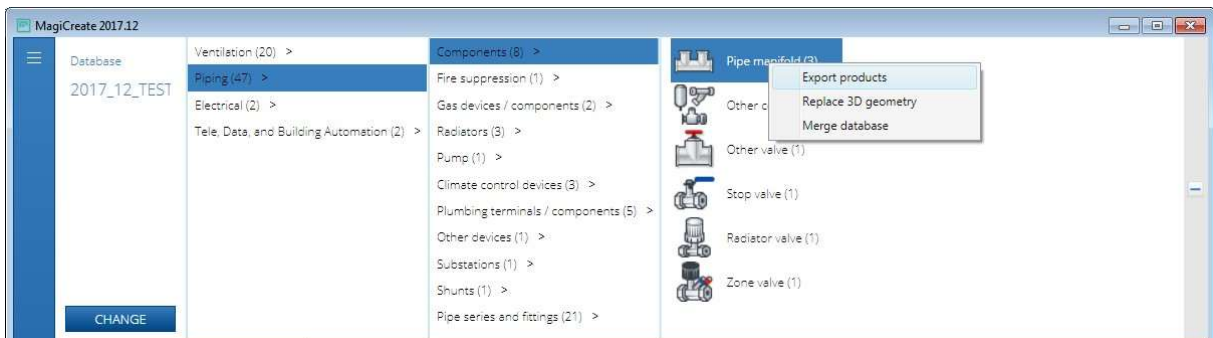 MagiCreate 2017.12
Database
2017_12_TEST
CHANGE
Ventilation (20) >
Piping (47) >
Electrical (2) >
Tele, Data, and Building Automation (2) >
Components (8) >
Fire suppression (1) >
Gas devices / components (2) >
Radiators (3) >
Pump (1) >
Climate control devices (3) >
Plumbing terminals / components (5) >
Other devices (1) >
Substations (1) >
Shunts (1) >
Pipe series and fittings (21) >
Pipe manifold (3)
Other
Other valve (1)
Stop valve (1)
Radiator valve (1)
Zone valve (1)
Export products
Replace 3D geometry
Merge database